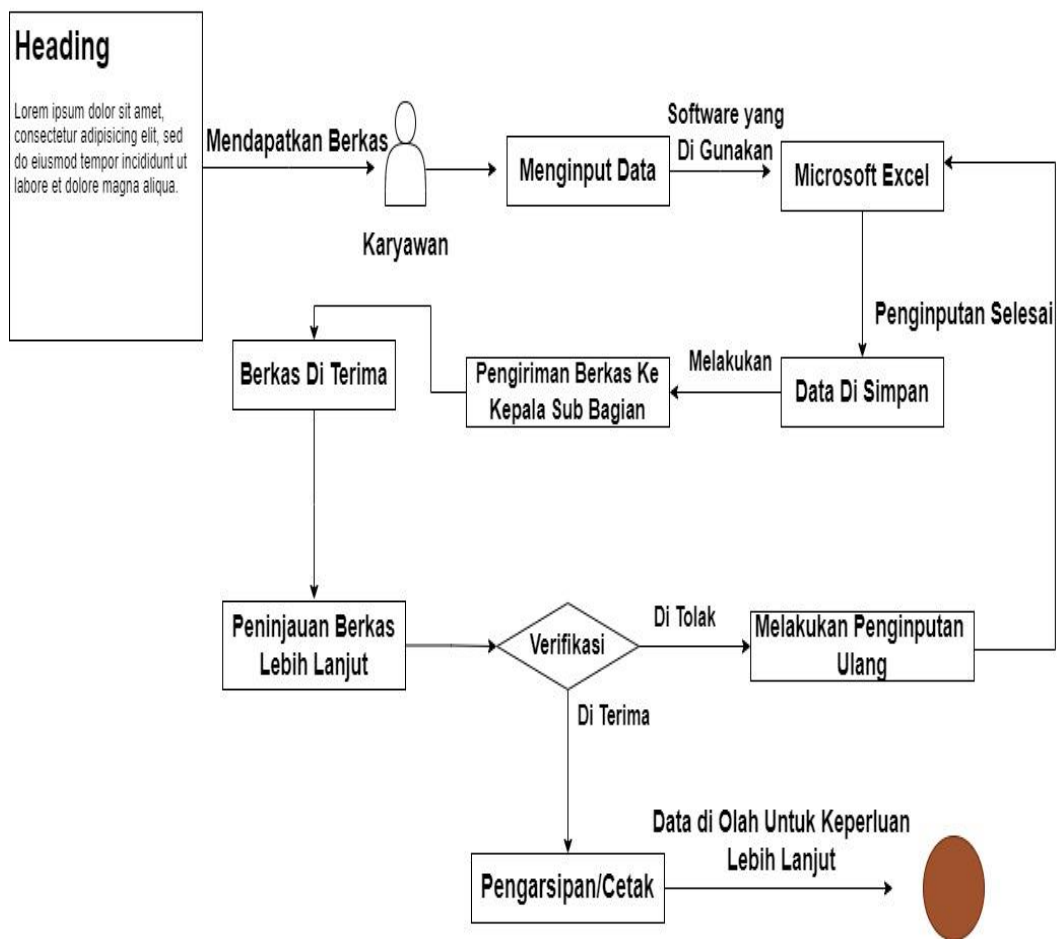 Heading
Lorem ipsum dolor sit amet,
consectetur adipisicing elit, sed
do eiusmod tempor incididunt ut
labore et dolore magna aliqua.
Mendapatkan Berkas
Karyawan
Menginput Data
Software yang
Di Gunakan
Microsoft Excel
Penginputan Selesai
Data Di Simpan
Melakukan
Pengiriman Berkas Ke
Kepala Sub Bagian
Berkas Di Terima
Peninjauan Berkas
Lebih Lanjut
Verifikasi
Di Tolak
Melakukan Penginputan
Ulang
Di Terima
Pengarsipan/Cetak
Data di Olah Untuk Keperluan
Lebih Lanjut